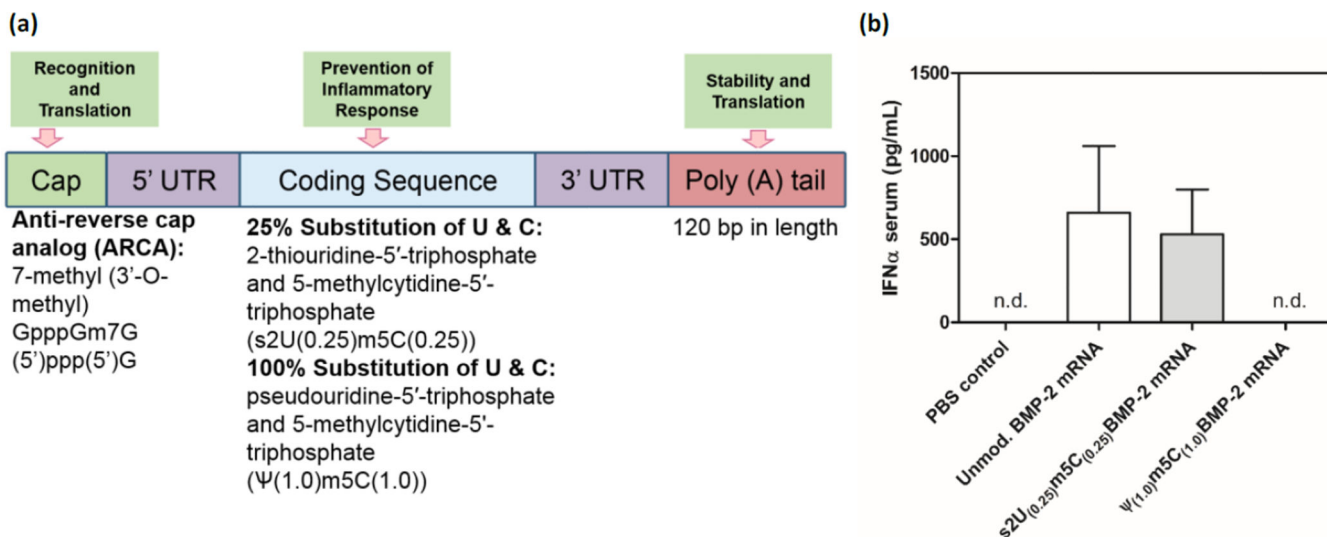 (a)
Recognition
and
Translation
Prevention of
Inflammatory
Response
Stability and
Translation
Cap
5' UTR
Coding Sequence
3' UTR
Poly (A) tail
Anti-reverse cap
analog (ARCA):
7-methyl (3'-O-
methyl)
GpppGm7G
(5')ppp(5')G
25% Substitution of U & C:
2-thiouridine-5′-triphosphate
and 5-methylcytidine-5′-
triphosphate
(s2U(0.25)m5C(0.25))
100% Substitution of U & C:
pseudouridine-5′-triphosphate
and 5-methylcytidine-5'-
triphosphate
(Ψ(1.0)m5C(1.0))
120 bp in length
(b)
IFNα serum (pg/mL)
1500
1000
500
0
n.d.
n.d.
PBS control
Unmod. BMP-2 mRNA
s2U(0.25)m5C(0.25)BMP-2 mRNA
Ψ(1.0)m5C(1.0)BMP-2 mRNA